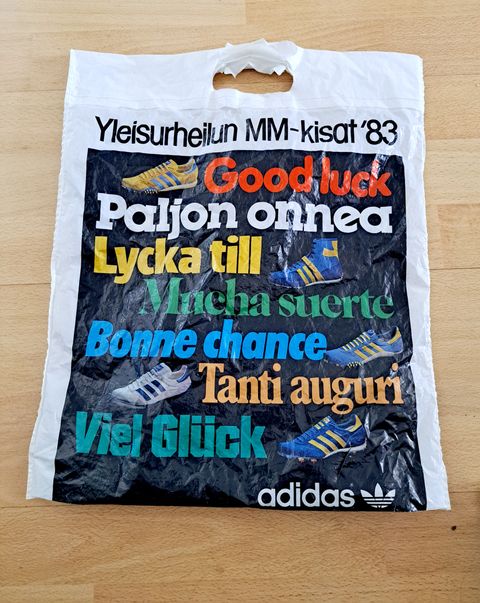 Yleisurheilun MM-kisat '83
Good luck
Paljon onnea
Lycka till
Mucha suerte
Bonne chance
Tanti auguri
Viel Glück
adidas